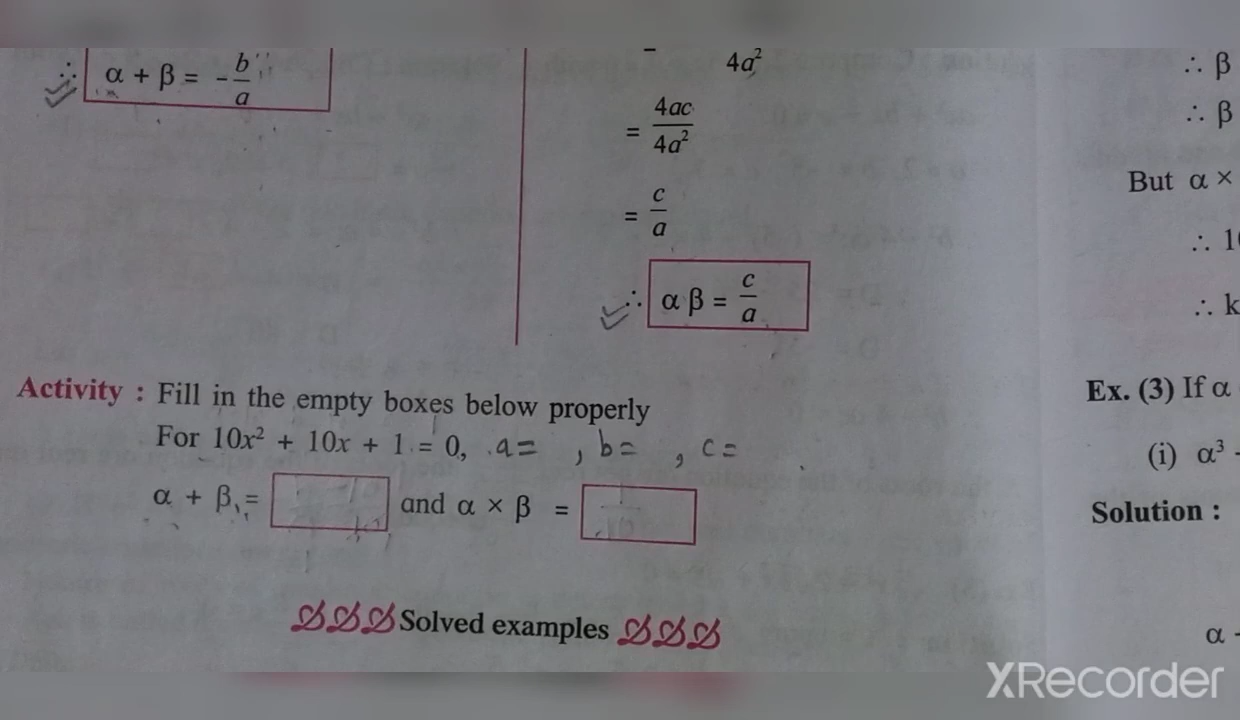 ∴ α + β = -b/a
4a²
= 4ac/4a²
= c/a
∴ α β = c/a
Activity : Fill in the empty boxes below properly
For 10x² + 10x + 1 = 0, a= , b= , c=
α + β = and α × β =
Solved examples
∴ β
∴ β
But α ×
∴ 1
∴ k
Ex. (3) If α
(i) α³ -
Solution :
α -
XRecorder